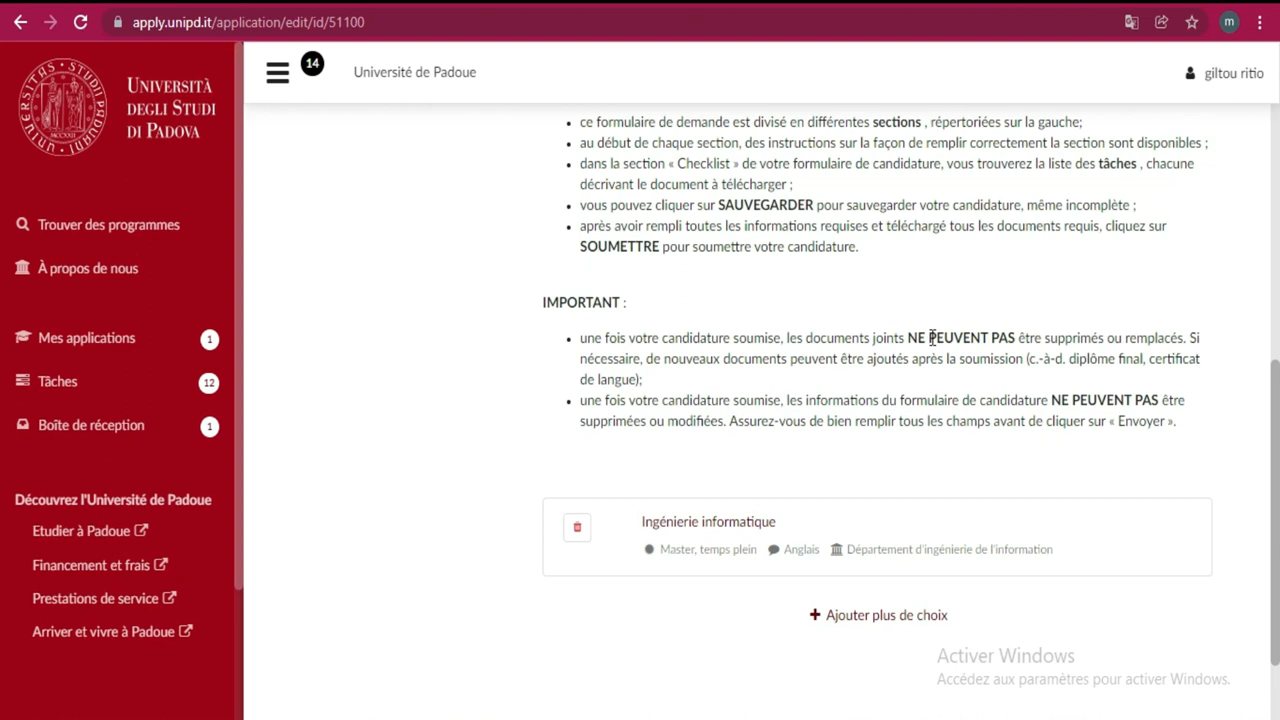 apply.unipd.it/application/edit/id/51100
m
UNIVERSITÀ
DEGLI STUDI
DI PADOVA
14
Université de Padoue
giltou ritio
Trouver des programmes
À propos de nous
Mes applications 1
Tâches 12
Boîte de réception 1
Découvrez l'Université de Padoue
Etudier à Padoue
Financement et frais
Prestations de service
Arriver et vivre à Padoue
• ce formulaire de demande est divisé en différentes sections , répertoriées sur la gauche;
• au début de chaque section, des instructions sur la façon de remplir correctement la section sont disponibles ;
• dans la section « Checklist » de votre formulaire de candidature, vous trouverez la liste des tâches , chacune
décrivant le document à télécharger ;
• vous pouvez cliquer sur SAUVEGARDER pour sauvegarder votre candidature, même incomplète ;
• après avoir rempli toutes les informations requises et téléchargé tous les documents requis, cliquez sur
SOUMETTRE pour soumettre votre candidature.
IMPORTANT :
• une fois votre candidature soumise, les documents joints NE PEUVENT PAS être supprimés ou remplacés. Si
nécessaire, de nouveaux documents peuvent être ajoutés après la soumission (c.-à-d. diplôme final, certificat
de langue);
• une fois votre candidature soumise, les informations du formulaire de candidature NE PEUVENT PAS être
supprimées ou modifiées. Assurez-vous de bien remplir tous les champs avant de cliquer sur « Envoyer ».
Ingénierie informatique
Master, temps plein Anglais Département d'ingénierie de l'information
+ Ajouter plus de choix
Activer Windows
Accédez aux paramètres pour activer Windows.